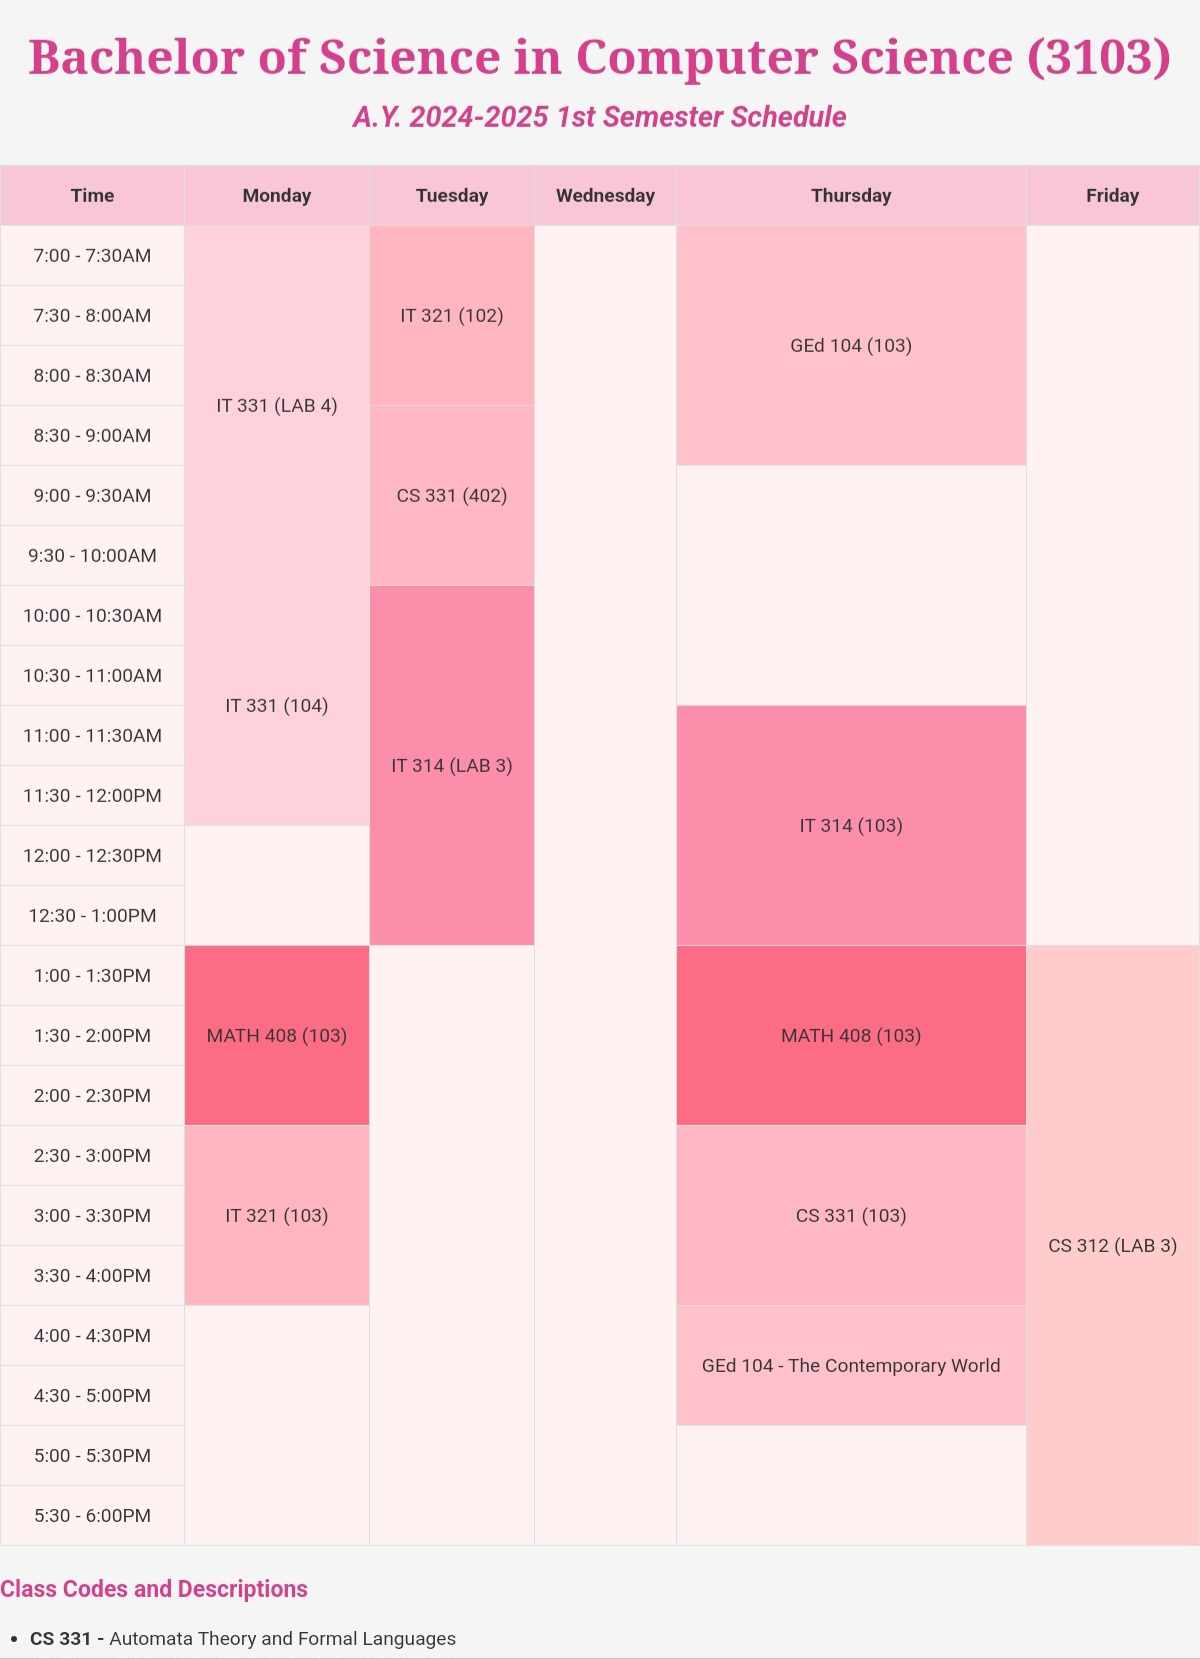 Bachelor of Science in Computer Science (3103)
A.Y. 2024-2025 1st Semester Schedule
Time Monday Tuesday Wednesday Thursday Friday
7:00 - 7:30AM
7:30 - 8:00AM IT 321 (102)
GEd 104 (103)
8:00 - 8:30AM
IT 331 (LAB 4)
8:30 - 9:00AM
9:00 - 9:30AM CS 331 (402)
9:30 - 10:00AM
10:00 - 10:30AM
10:30 - 11:00AM
IT 331 (104)
11:00 - 11:30AM
IT 314 (LAB 3)
11:30 - 12:00PM
IT 314 (103)
12:00 - 12:30PM
12:30 - 1:00PM
1:00 - 1:30PM
1:30 - 2:00PM MATH 408 (103) MATH 408 (103)
2:00 - 2:30PM
2:30 - 3:00PM
3:00 - 3:30PM IT 321 (103) CS 331 (103)
CS 312 (LAB 3)
3:30 - 4:00PM
4:00 - 4:30PM
GEd 104 - The Contemporary World
4:30 - 5:00PM
5:00 - 5:30PM
5:30 - 6:00PM
Class Codes and Descriptions
• CS 331 - Automata Theory and Formal Languages